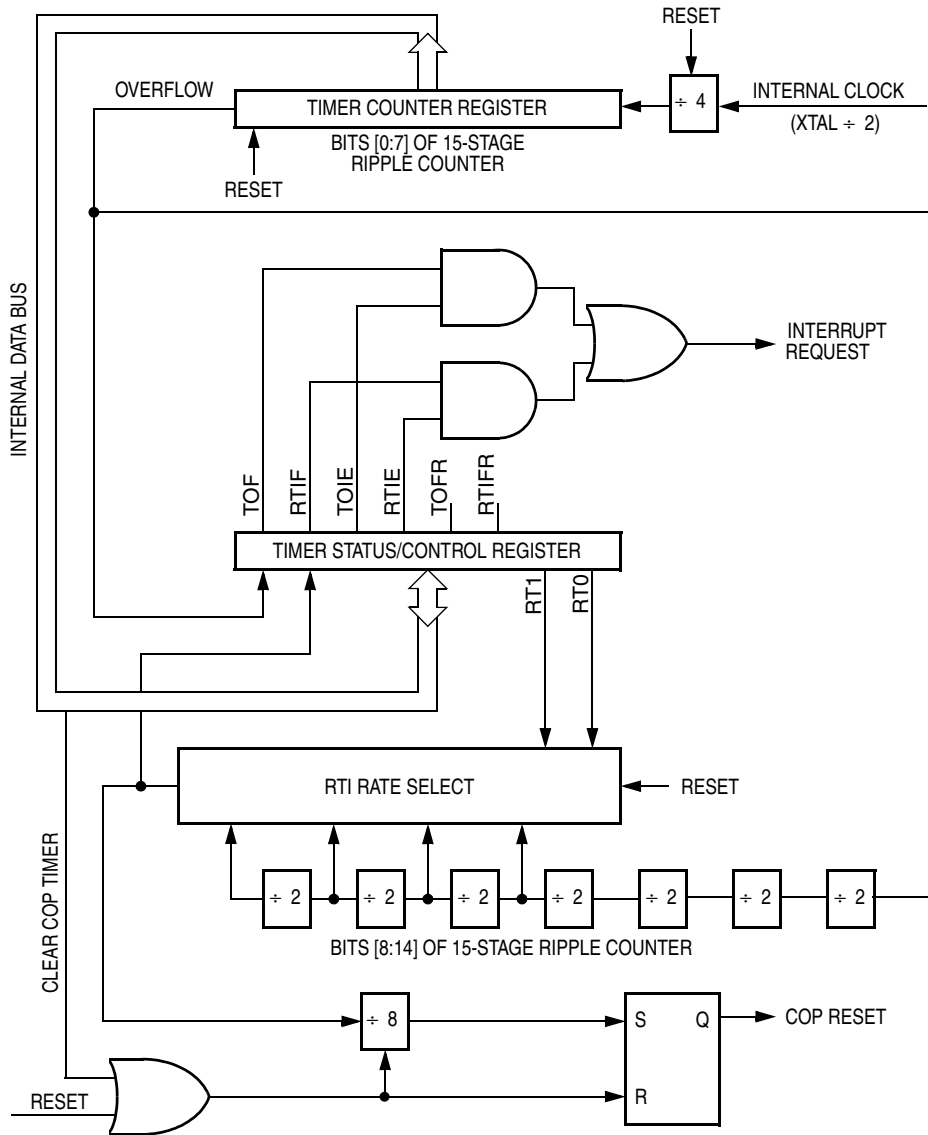 RESET
OVERFLOW
TIMER COUNTER REGISTER
÷ 4
INTERNAL CLOCK
(XTAL ÷ 2)
BITS [0:7] OF 15-STAGE
RIPPLE COUNTER
RESET
INTERNAL DATA BUS
INTERRUPT
REQUEST
TOF
RTIF
TOIE
RTIE
TOFR
RTIFR
TIMER STATUS/CONTROL REGISTER
RT1
RT0
RTI RATE SELECT
RESET
÷ 2
÷ 2
÷ 2
÷ 2
÷ 2
÷ 2
÷ 2
BITS [8:14] OF 15-STAGE RIPPLE COUNTER
CLEAR COP TIMER
÷ 8
S
Q
COP RESET
R
RESET